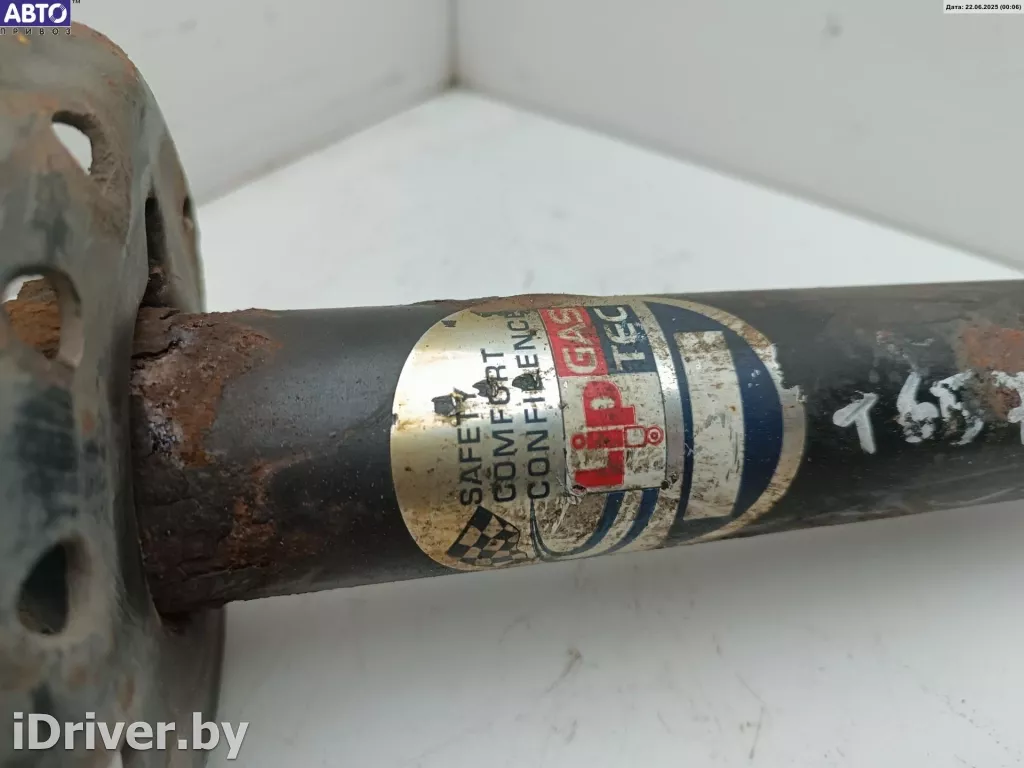 АВТО
ПРИВОЗ
Дата: 22.06.2025 (00:06)
SAFETY
COMFORT
CONFIDENCE
GAS
TEC
Lip
iDriver.by